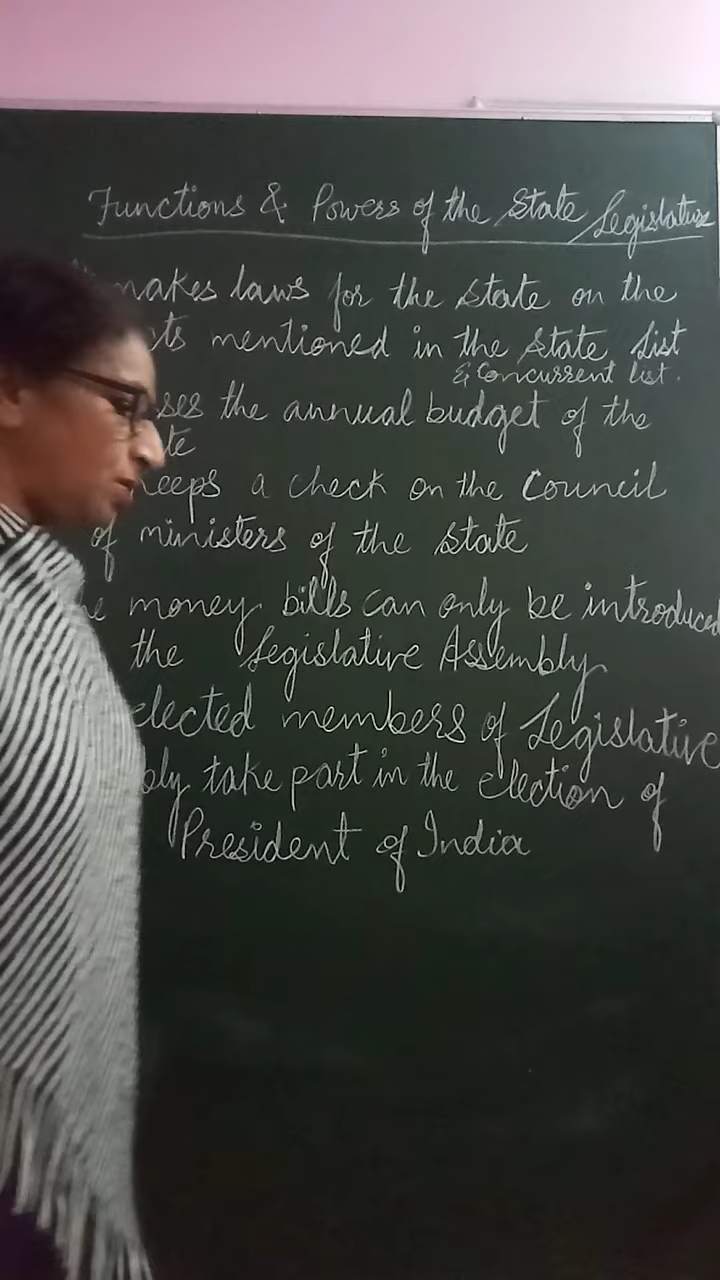 Functions & Powers of the State Legislature
makes laws for the state on the
mentioned in the state list
& Concurrent list.
the annual budget of the
keeps a check on the Council
of ministers of the state
money bills can only be introduced
the Legislative Assembly
elected members of Legislative
take part in the election of
President of India